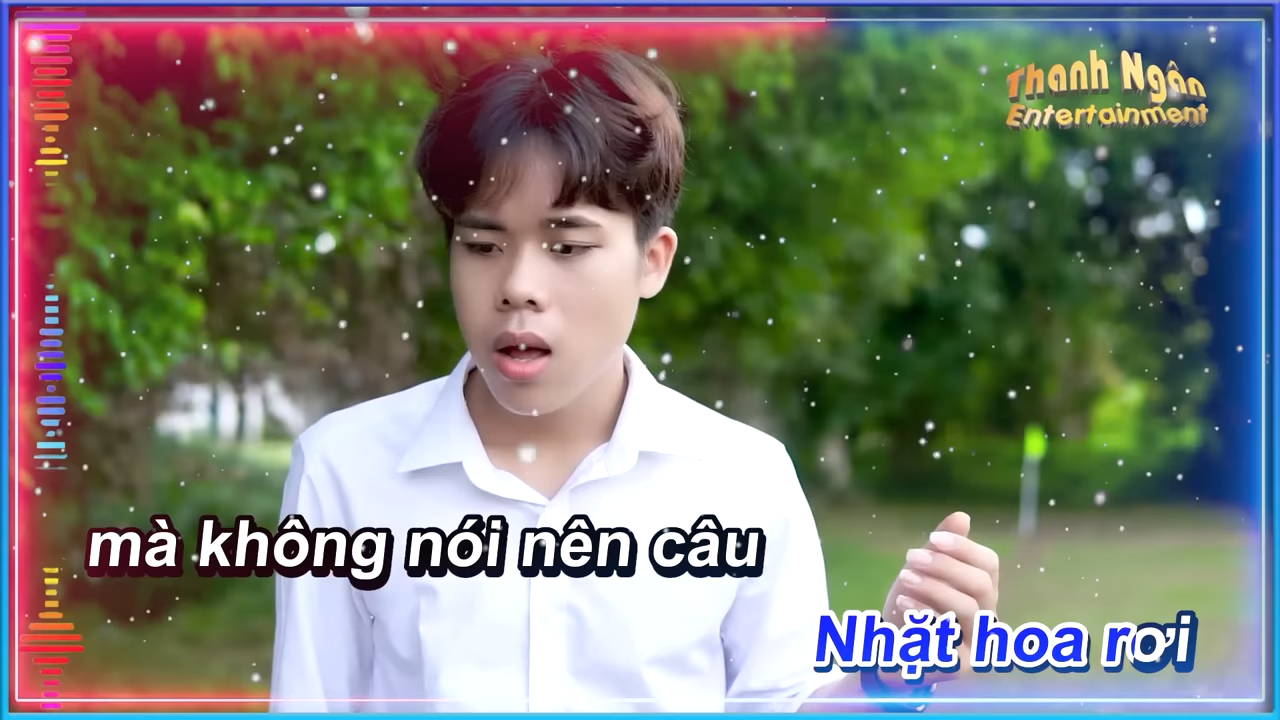 Thanh Ngân
Entertainment
mà không nói nên câu
Nhặt hoa rơi